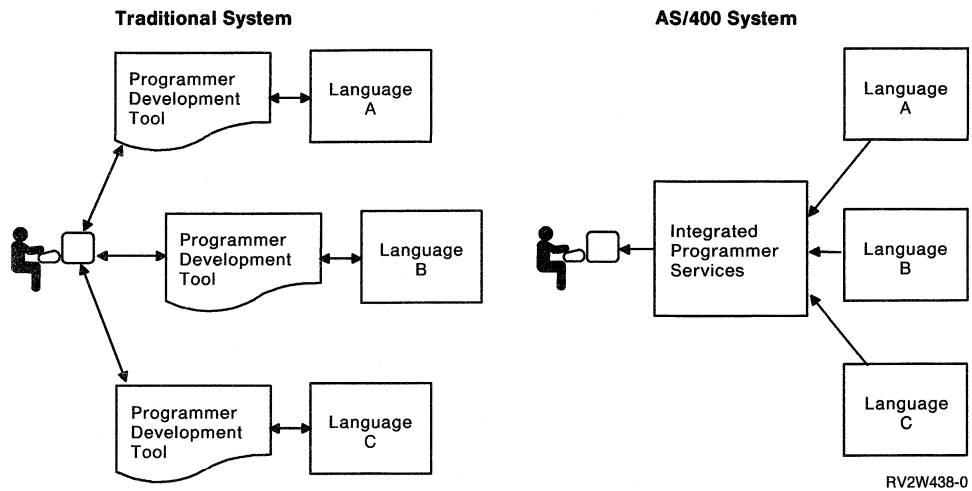 Traditional System
Programmer
Development
Tool
Language
A
Programmer
Development
Tool
Language
B
Programmer
Development
Tool
Language
C
AS/400 System
Integrated
Programmer
Services
Language
A
Language
B
Language
C
RV2W438-0